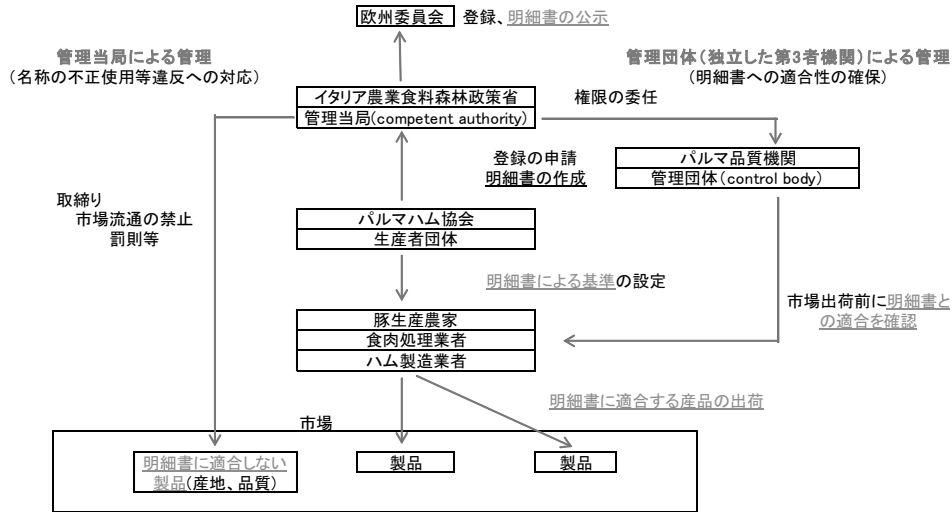 欧州委員会 登録、明細書の公示
管理当局による管理
(名称の不正使用等違反への対応)
管理団体(独立した第3者機関)による管理
(明細書への適合性の確保)
イタリア農業食料森林政策省
管理当局(competent authority)
権限の委任
パルマ品質機関
管理団体(control body)
登録の申請
明細書の作成
取締り
市場流通の禁止
罰則等
パルマハム協会
生産者団体
明細書による基準の設定
市場出荷前に明細書と
の適合を確認
豚生産農家
食肉処理業者
ハム製造業者
明細書に適合する産品の出荷
市場
明細書に適合しない
製品(産地、品質)
製品
製品